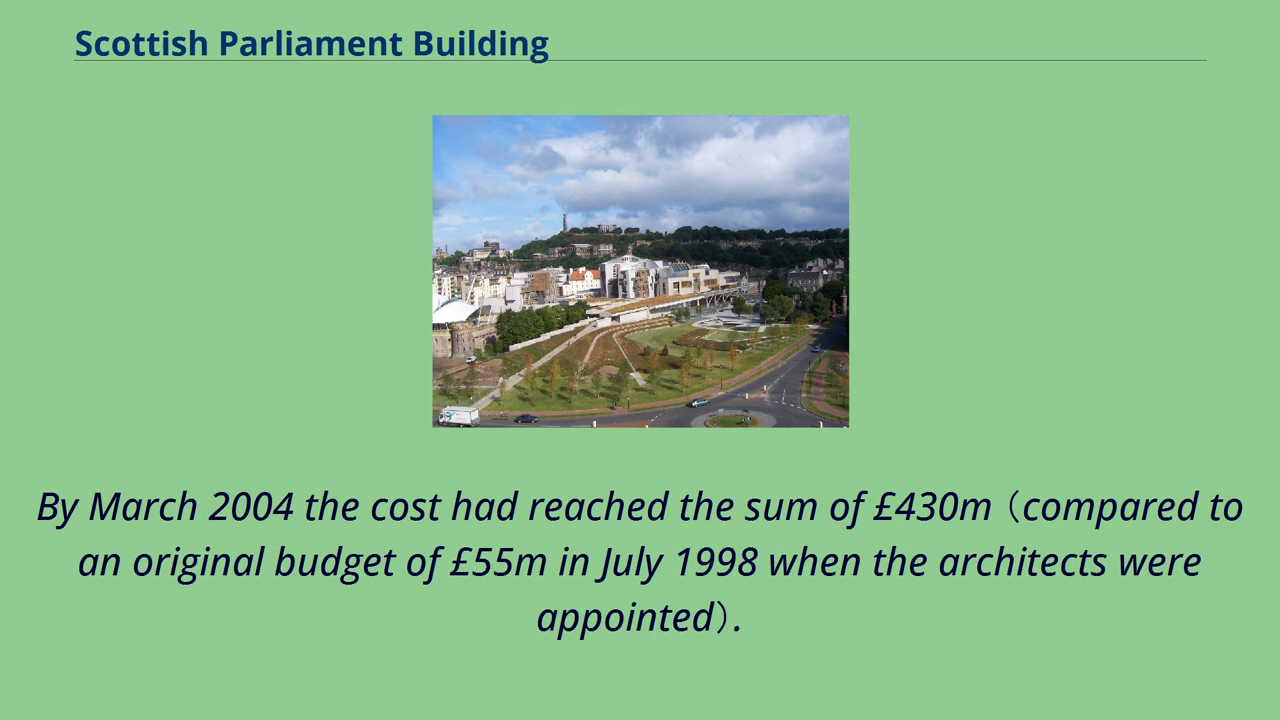 Scottish Parliament Building
By March 2004 the cost had reached the sum of £430m（compared to
an original budget of £55m in July 1998 when the architects were
appointed）.